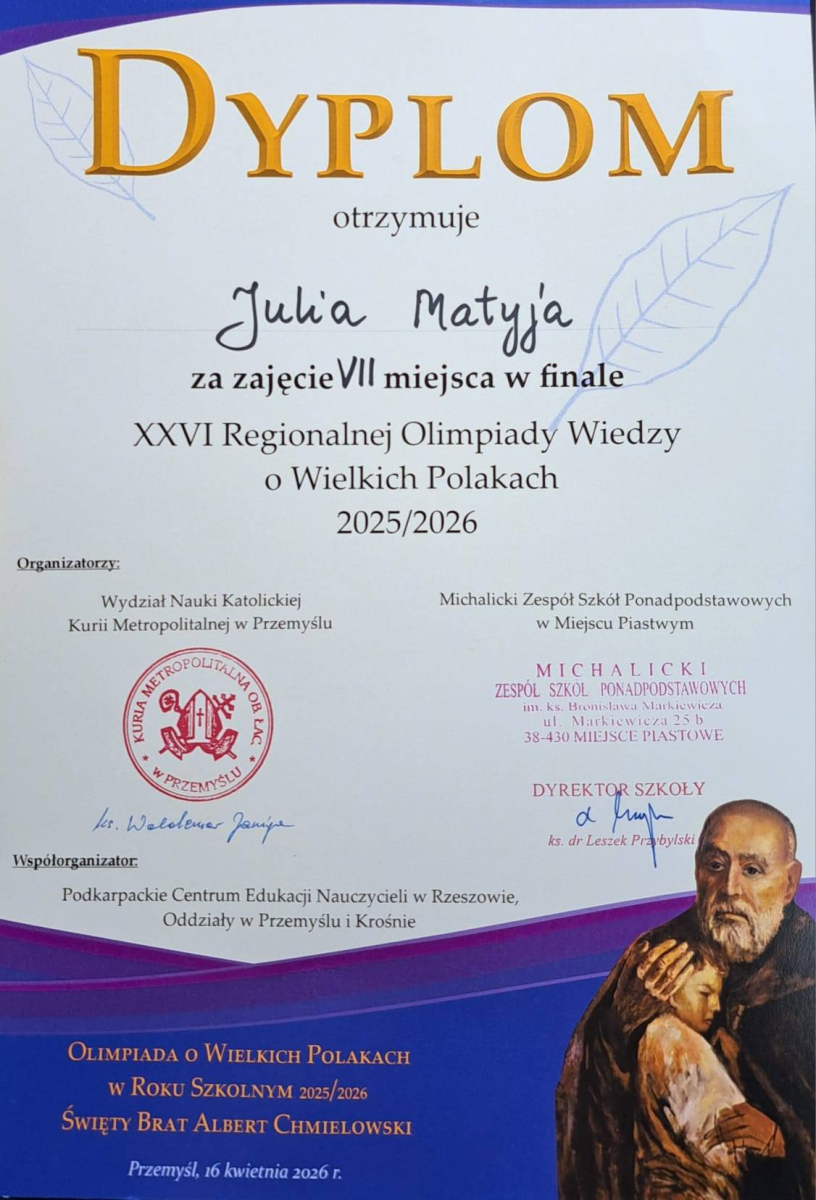 DYPLOM
otrzymuje
Julia Matyja
za zajęcie VII miejsca w finale
XXVI Regionalnej Olimpiady Wiedzy
o Wielkich Polakach
2025/2026
Organizatorzy:
Wydział Nauki Katolickiej
Kurii Metropolitalnej w Przemyślu
KURIA METROPOLITALNA OB. ŁAC.
* W PRZEMYŚLU *
ks. Waldemar Janiga
Michalicki Zespół Szkół Ponadpodstawowych
w Miejscu Piastwym
MICHALICKI
ZESPÓŁ SZKÓŁ PONADPODSTAWOWYCH
im. ks. Bronisława Markiewicza
ul. Markiewicza 25 b
38-430 MIEJSCE PIASTOWE
DYREKTOR SZKOŁY
ks. dr Leszek Przybylski
Współorganizator:
Podkarpackie Centrum Edukacji Nauczycieli w Rzeszowie,
Oddziały w Przemyślu i Krośnie
OLIMPIADA O WIELKICH POLAKACH
W ROKU SZKOLNYM 2025/2026
ŚWIĘTY BRAT ALBERT CHMIELOWSKI
Przemyśl, 16 kwietnia 2026 r.